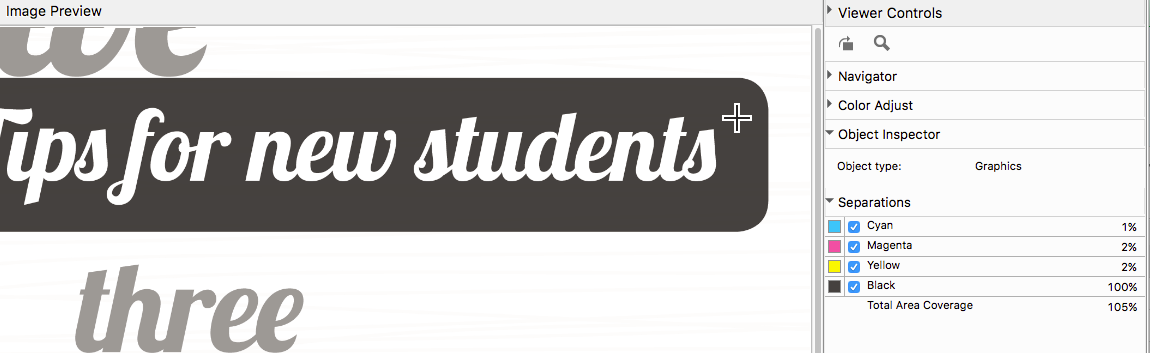 Image Preview
Tips for new students
three
Viewer Controls
Navigator
Color Adjust
Object Inspector
Object type: Graphics
Separations
Cyan 1%
Magenta 2%
Yellow 2%
Black 100%
Total Area Coverage 105%